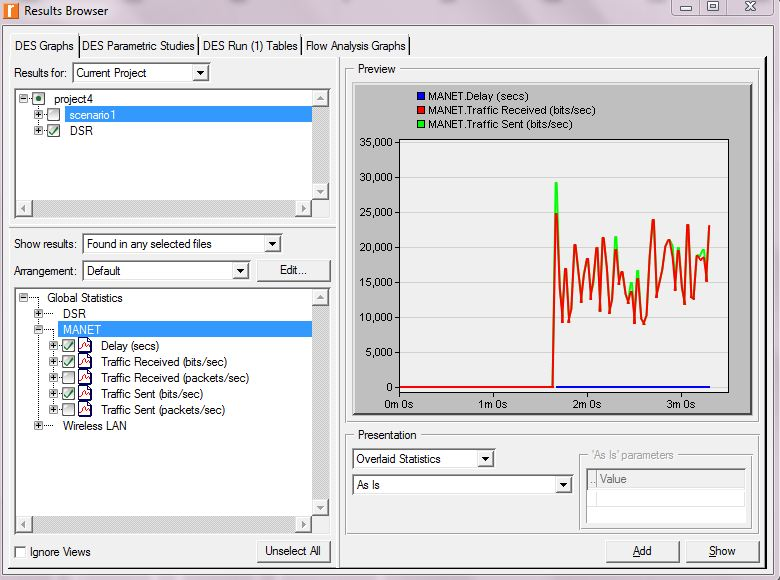 Results Browser
DES Graphs DES Parametric Studies DES Run (1) Tables Flow Analysis Graphs
Results for: Current Project
project4
scenario1
DSR
Show results: Found in any selected files
Arrangement: Default Edit...
Global Statistics
DSR
MANET
Delay (secs)
Traffic Received (bits/sec)
Traffic Received (packets/sec)
Traffic Sent (bits/sec)
Traffic Sent (packets/sec)
Wireless LAN
Ignore Views Unselect All
Preview
MANET.Delay (secs)
MANET.Traffic Received (bits/sec)
MANET.Traffic Sent (bits/sec)
35,000
30,000
25,000
20,000
15,000
10,000
5,000
0
0m 0s 1m 0s 2m 0s 3m 0s
Presentation
Overlaid Statistics
As Is
'As Is' parameters
.. Value
Add Show